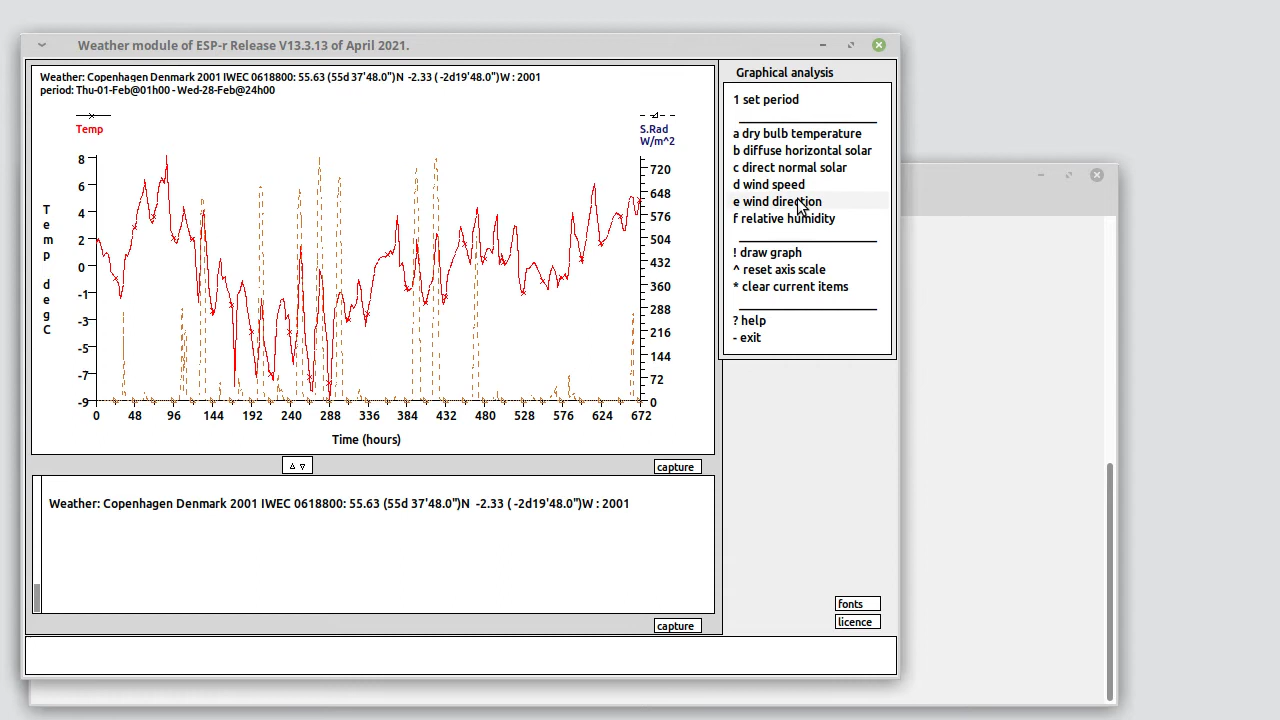 Weather module of ESP-r Release V13.3.13 of April 2021.
Weather: Copenhagen Denmark 2001 IWEC 0618800: 55.63 (55d 37'48.0")N  -2.33 ( -2d19'48.0")W : 2001
period: Thu-01-Feb@01h00 - Wed-28-Feb@24h00
Temp
S.Rad
W/m^2
8
6
4
2
0
-1
-3
-5
-7
-9
Temp degC
720
648
576
504
432
360
288
216
144
72
0
0 48 96 144 192 240 288 336 384 432 480 528 576 624 672
Time (hours)
capture
Weather: Copenhagen Denmark 2001 IWEC 0618800: 55.63 (55d 37'48.0")N  -2.33 ( -2d19'48.0")W : 2001
capture
Graphical analysis
1 set period
a dry bulb temperature
b diffuse horizontal solar
c direct normal solar
d wind speed
e wind direction
f relative humidity
! draw graph
^ reset axis scale
* clear current items
? help
- exit
fonts
licence